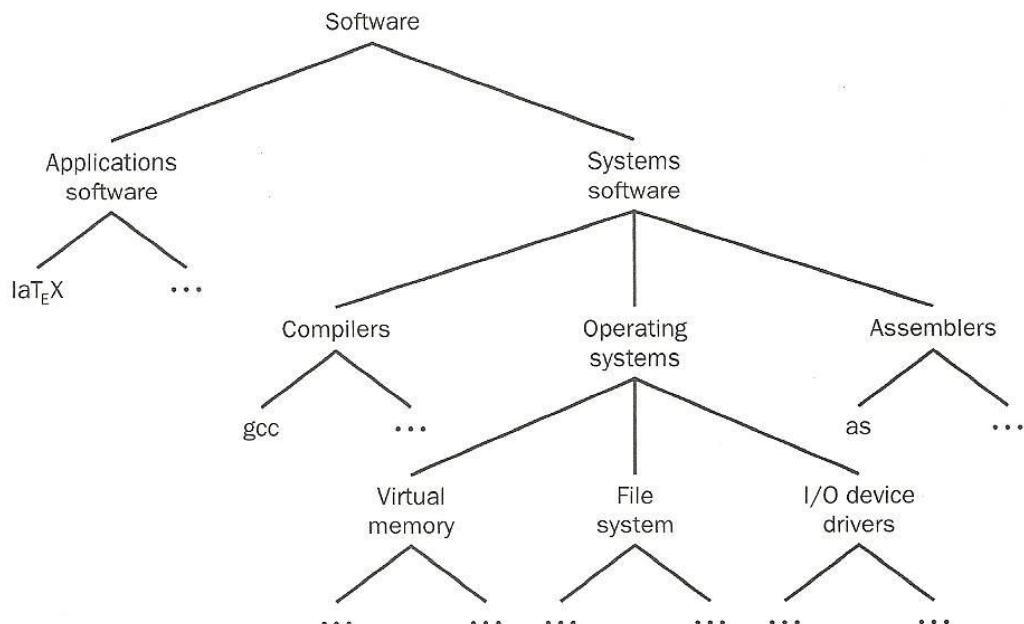 Software
Applications
software
Systems
software
laTEX
...
Compilers
Operating
systems
Assemblers
gcc
...
as
...
Virtual
memory
File
system
I/O device
drivers
...
...
...
...
...
...